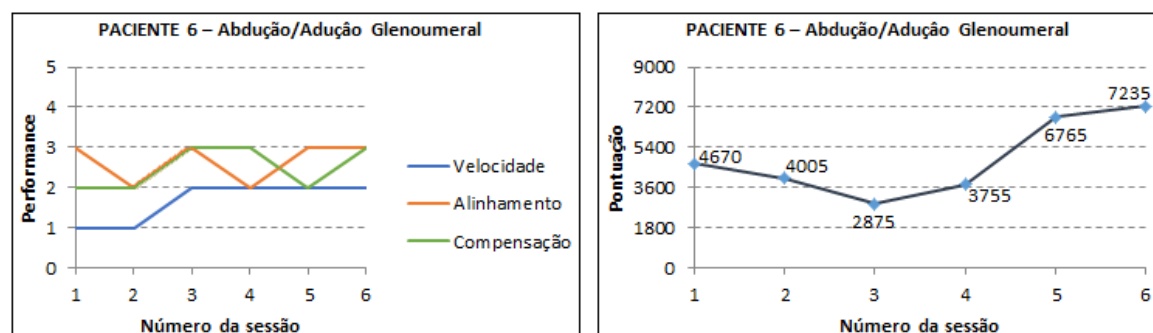 PACIENTE 6 – Abdução/Adução Glenoumeral
5
4
3
2
1
0
Performance
1 2 3 4 5 6
Número da sessão
Velocidade
Alinhamento
Compensação
PACIENTE 6 – Abdução/Adução Glenoumeral
9000
7200
5400
3600
1800
0
Pontuação
4670
4005
2875
3755
6765
7235
1 2 3 4 5 6
Número da sessão